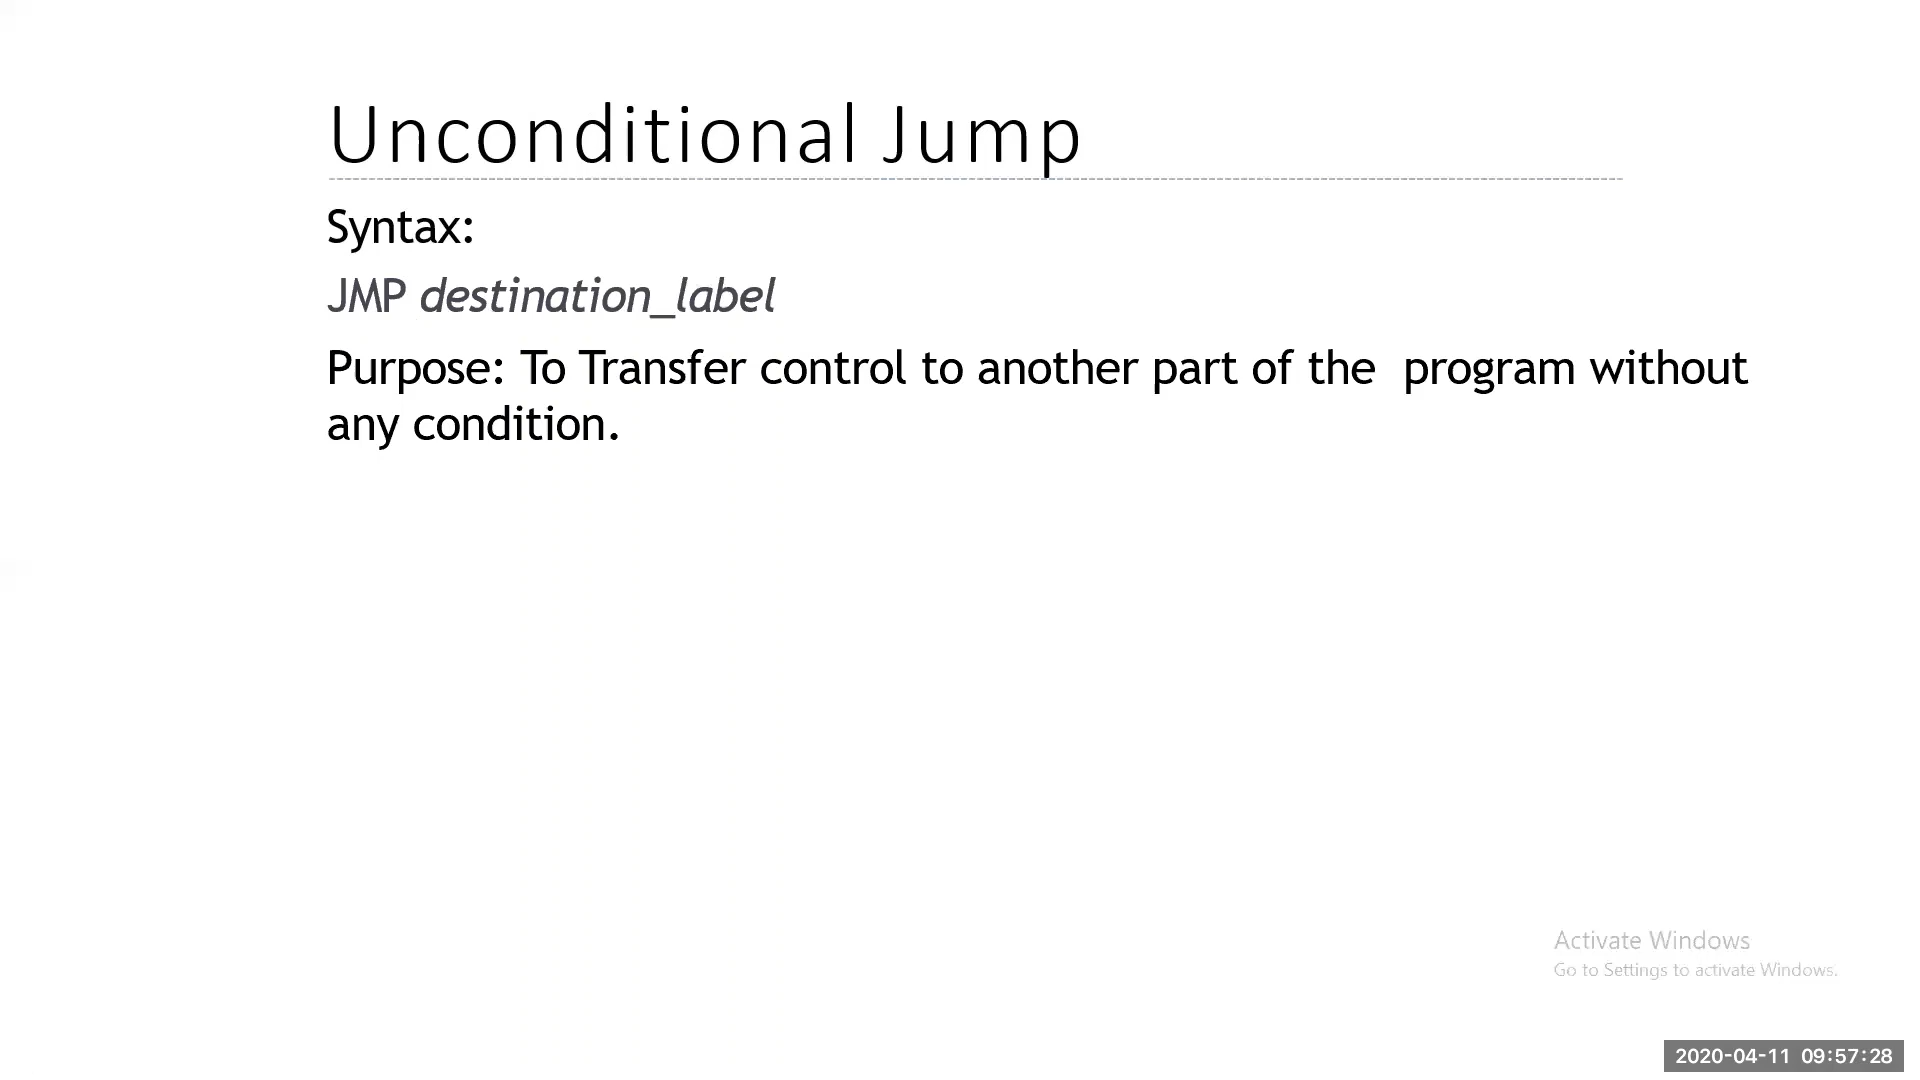 Unconditional Jump
Syntax:
JMP destination_label
Purpose: To Transfer control to another part of the  program without
any condition.
Activate Windows
Go to Settings to activate Windows.
2020-04-11 09:57:28